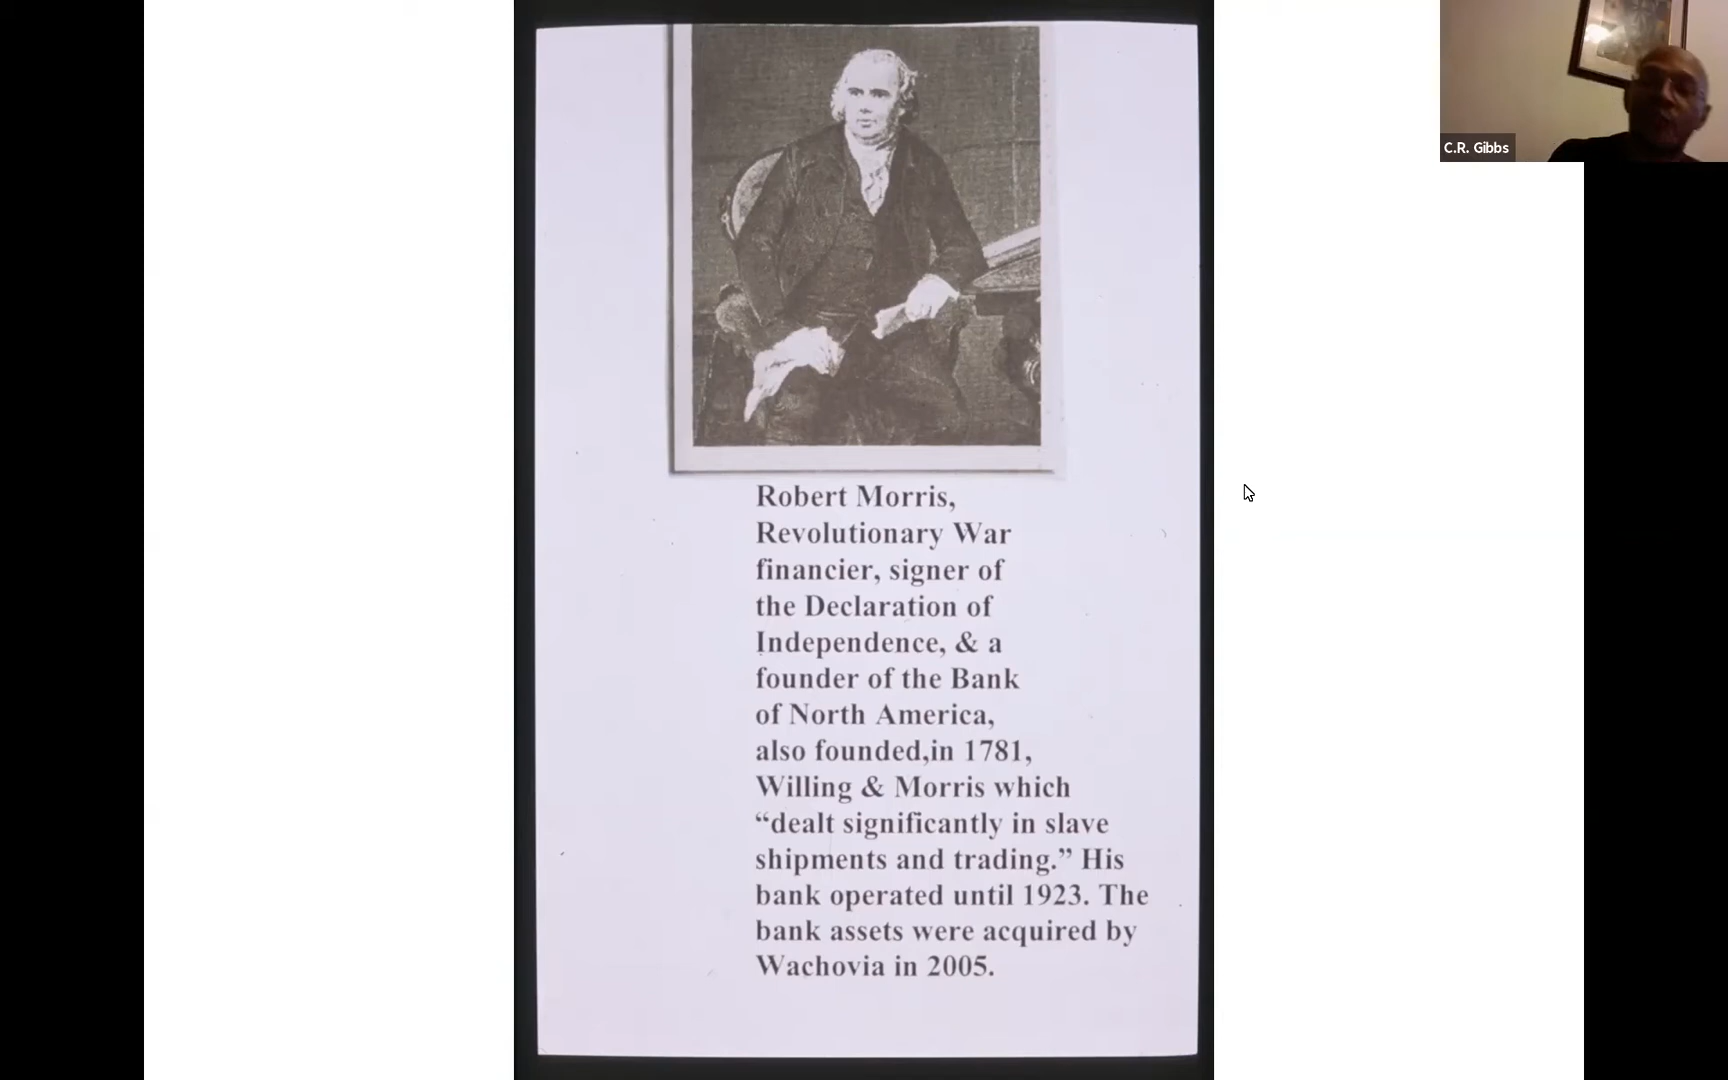 C.R. Gibbs
Robert Morris,
Revolutionary War
financier, signer of
the Declaration of
Independence, & a
founder of the Bank
of North America,
also founded,in 1781,
Willing & Morris which
“dealt significantly in slave
shipments and trading.” His
bank operated until 1923. The
bank assets were acquired by
Wachovia in 2005.